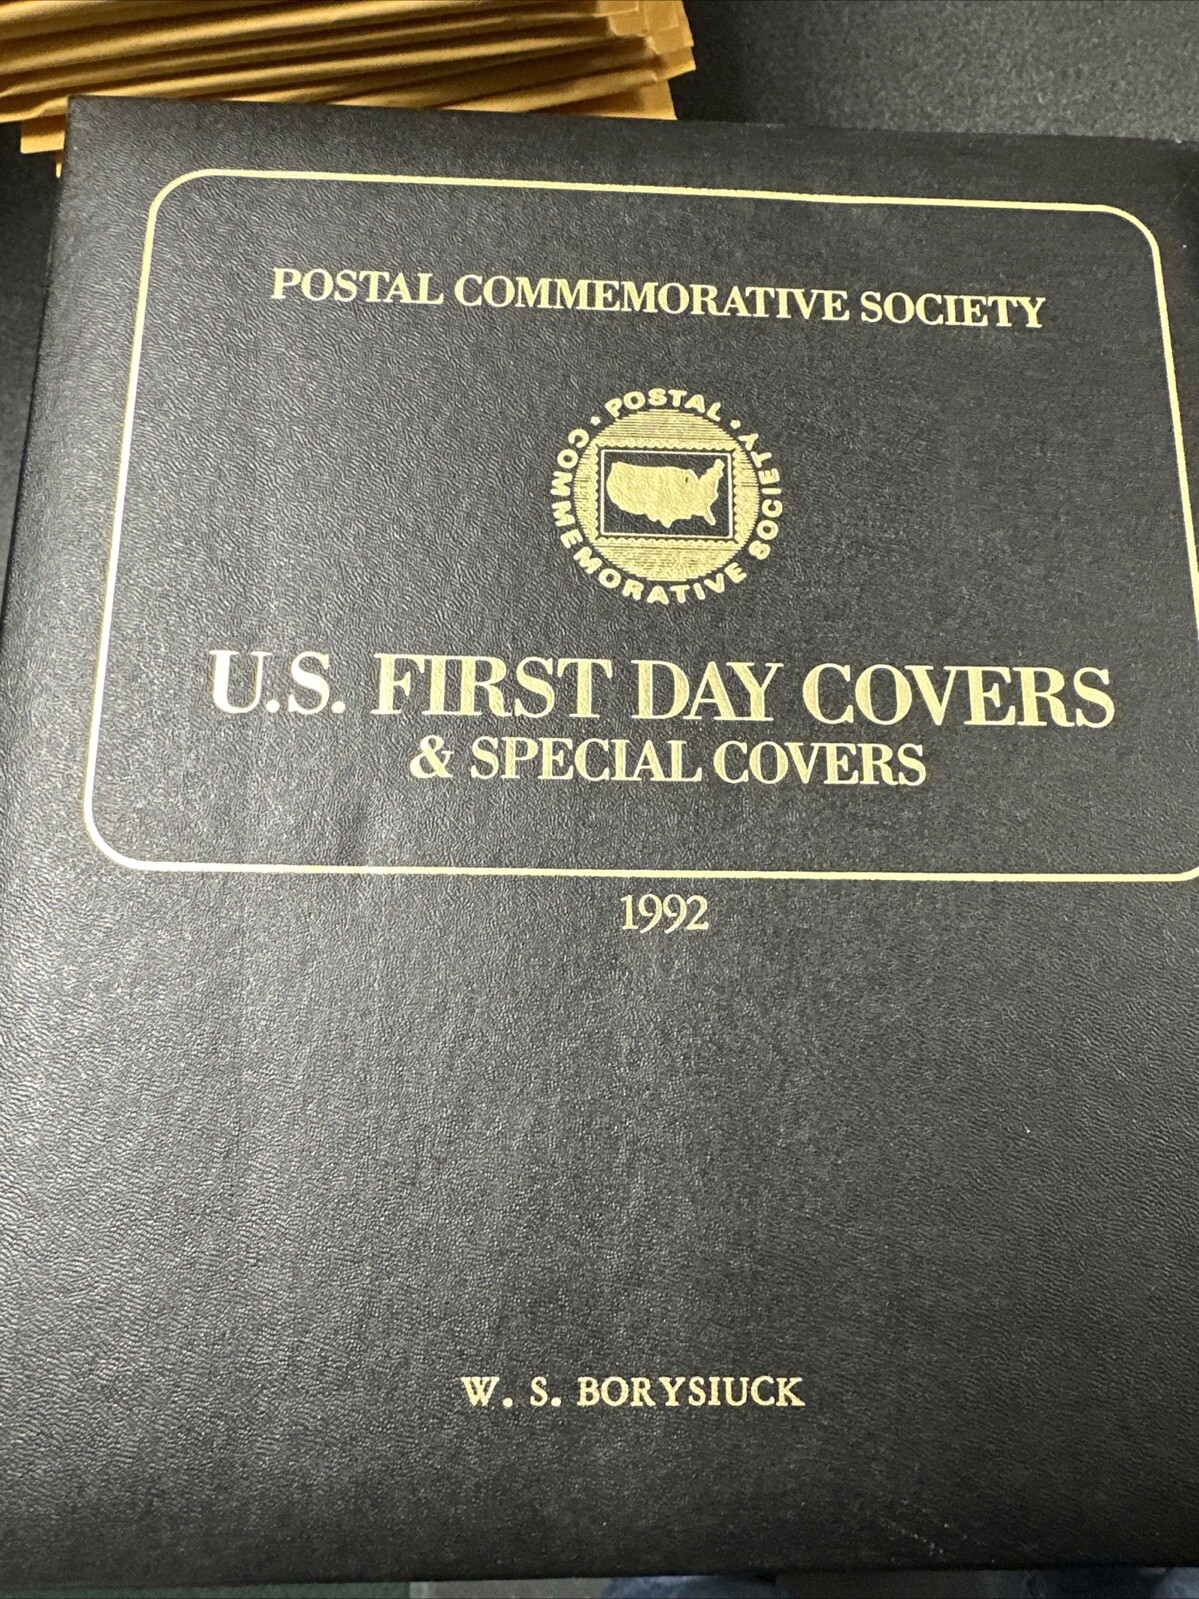 POSTAL COMMEMORATIVE SOCIETY
• POSTAL •
COMMEMORATIVE SOCIETY
U.S. FIRST DAY COVERS
& SPECIAL COVERS
1992
W. S. BORYSIUCK